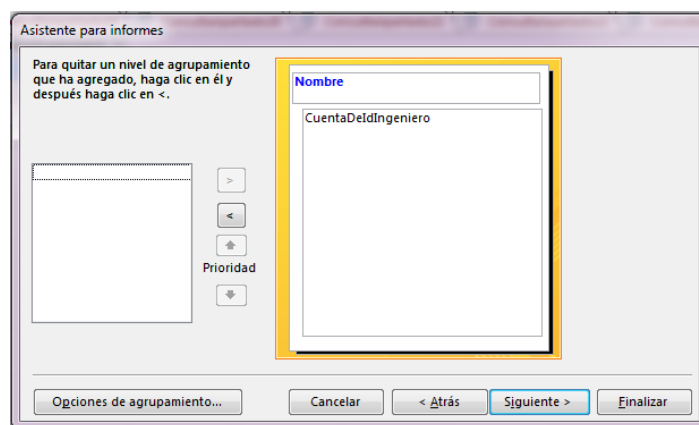 Asistente para informes
Para quitar un nivel de agrupamiento
que ha agregado, haga clic en él y
después haga clic en <.
Nombre
CuentaDeIdIngeniero
>
<
Prioridad
Opciones de agrupamiento...
Cancelar
< Atrás
Siguiente >
Finalizar